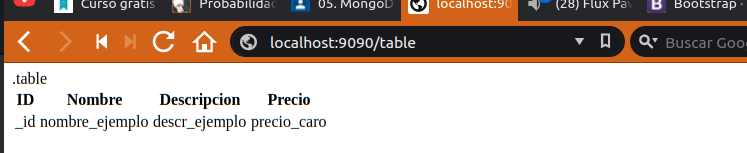 Curso gratis
Probabilidad
05. MongoD
localhost:90
(28) Flux Pav
Bootstrap ·
localhost:9090/table
Buscar Goo
.table
ID Nombre Descripcion Precio
_id nombre_ejemplo descr_ejemplo precio_caro